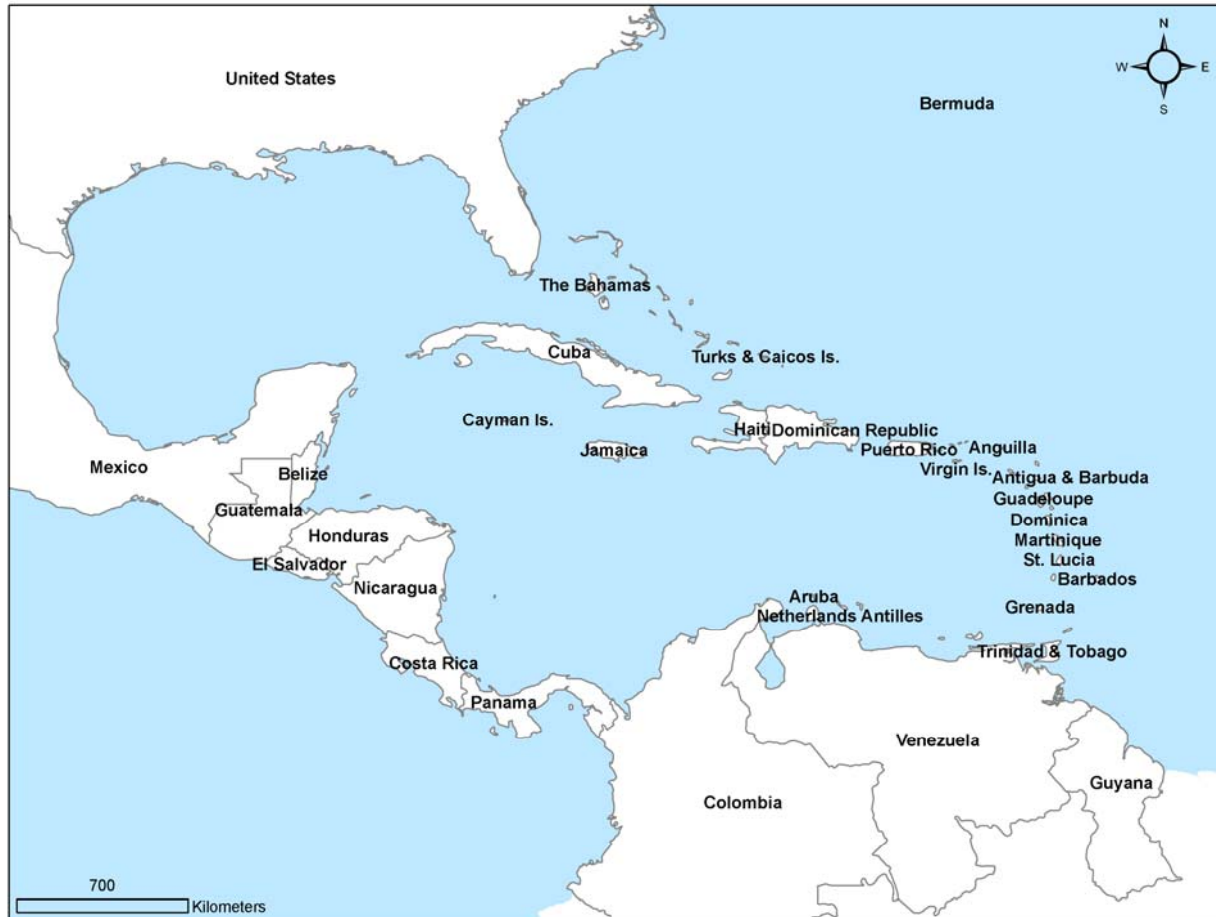 N
W E
S
United States
Bermuda
The Bahamas
Cuba
Turks & Caicos Is.
Cayman Is.
Haiti
Dominican Republic
Jamaica
Puerto Rico
Anguilla
Mexico
Belize
Virgin Is.
Antigua & Barbuda
Guadeloupe
Guatemala
Dominica
Honduras
Martinique
El Salvador
St. Lucia
Nicaragua
Barbados
Aruba
Grenada
Netherlands Antilles
Trinidad & Tobago
Costa Rica
Panama
Venezuela
Guyana
Colombia
700
Kilometers